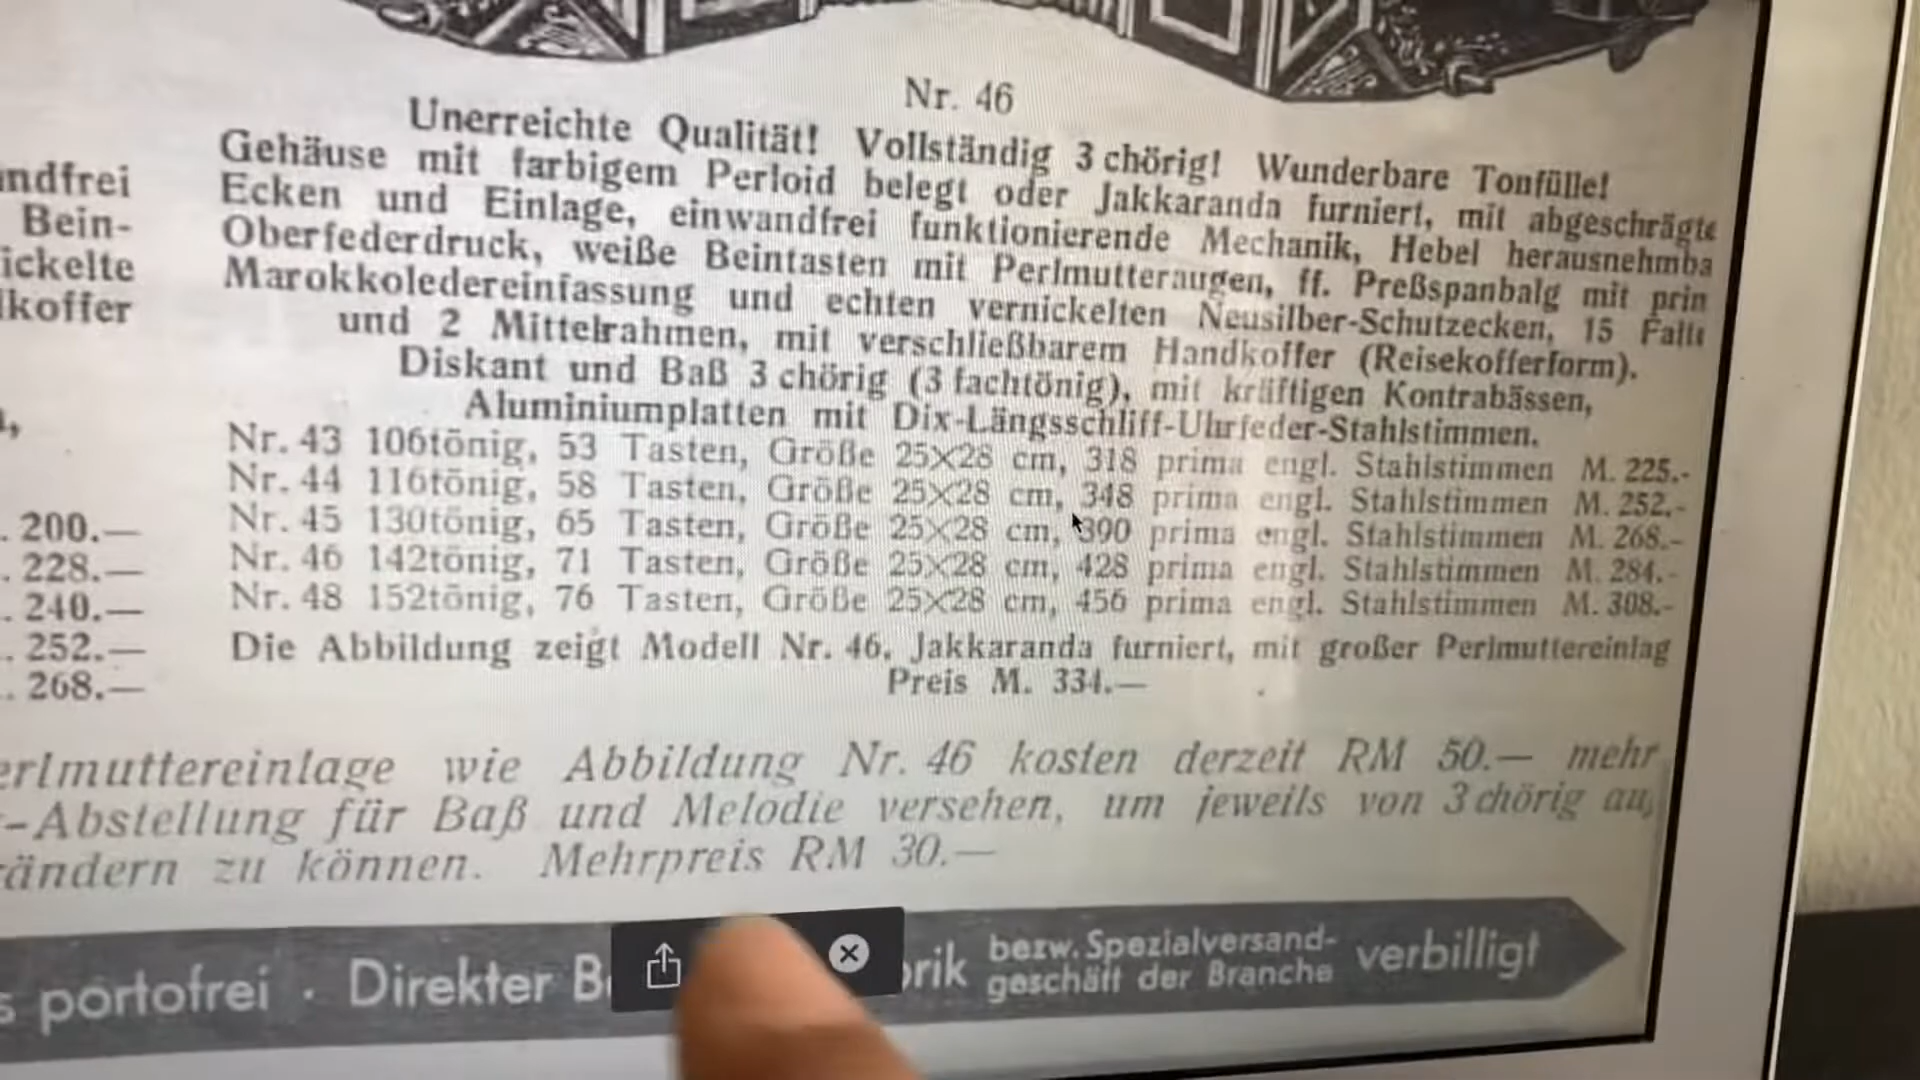 Nr. 46
Unerreichte Qualität! Vollständig 3 chörig! Wunderbare Tonfülle!
Gehäuse mit farbigem Perloid belegt oder Jakkaranda furniert, mit abgeschrägte
Ecken und Einlage, einwandfrei funktionierende Mechanik, Hebel herausnehmba
Oberfederdruck, weiße Beintasten mit Perlmutteraugen, ff. Preßspanbalg mit prin
Marokkoledereinfassung und echten vernickelten Neusilber-Schutzecken, 15 Falte
und 2 Mittelrahmen, mit verschließbarem Handkoffer (Reisekofferform).
Diskant und Baß 3 chörig (3 fachtönig), mit kräftigen Kontrabässen,
Aluminiumplatten mit Dix-Längsschliff-Uhrfeder-Stahlstimmen.
Nr. 43 106tönig, 53 Tasten, Größe 25×28 cm, 318 prima engl. Stahlstimmen M. 225.-
Nr. 44 116tönig, 58 Tasten, Größe 25×28 cm, 348 prima engl. Stahlstimmen M. 252.-
Nr. 45 130tönig, 65 Tasten, Größe 25×28 cm, 390 prima engl. Stahlstimmen M. 268.-
Nr. 46 142tönig, 71 Tasten, Größe 25×28 cm, 428 prima engl. Stahlstimmen M. 284.-
Nr. 48 152tönig, 76 Tasten, Größe 25×28 cm, 456 prima engl. Stahlstimmen M. 308.-
Die Abbildung zeigt Modell Nr. 46, Jakkaranda furniert, mit großer Perlmuttereinlag
Preis M. 334.—
ndfrei
Bein-
ickelte
lkoffer
. 200.—
. 228.—
. 240.—
. 252.—
. 268.—
erlmuttereinlage wie Abbildung Nr. 46 kosten derzeit RM 50.— mehr
-Abstellung für Baß und Melodie versehen, um jeweils von 3 chörig au
rändern zu können. Mehrpreis RM 30.—
s portofrei · Direkter B rik bezw. Spezialversand-
geschäft der Branche verbilligt